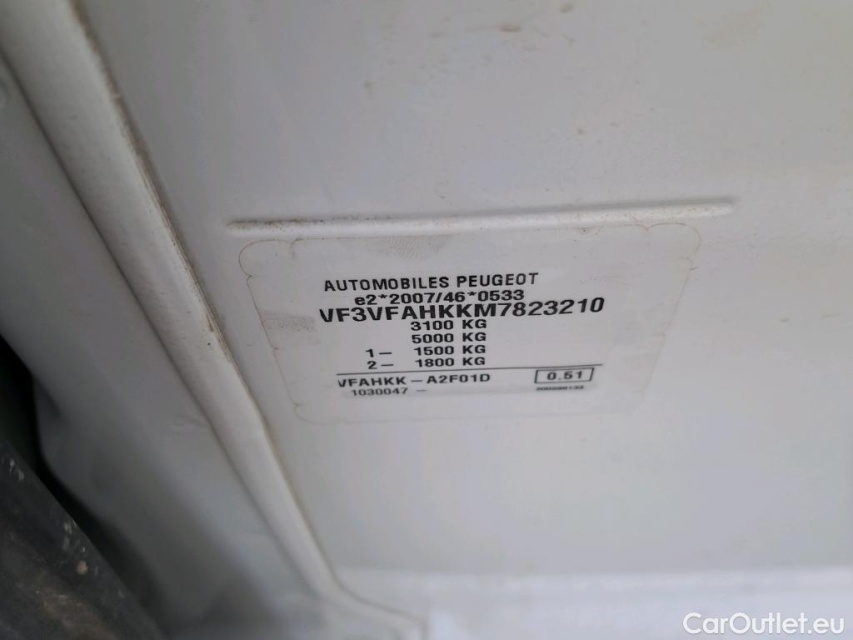 AUTOMOBILES PEUGEOT
e2*2007/46*0533
VF3VFAHKKM7823210
3100 KG
5000 KG
1– 1500 KG
2– 1800 KG
VFAHKK – A2F01D 0.51
1030047 –
CarOutlet.eu